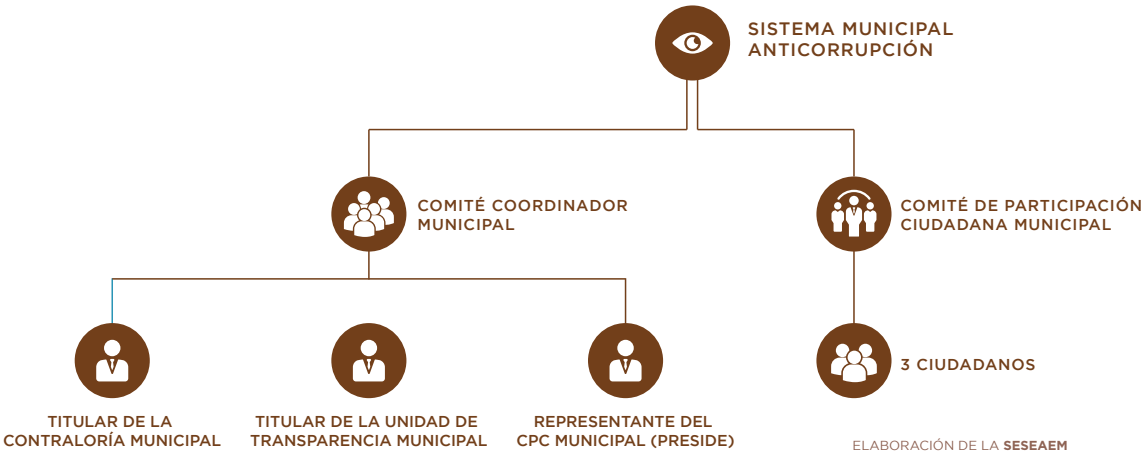 SISTEMA MUNICIPAL
ANTICORRUPCIÓN
COMITÉ COORDINADOR
MUNICIPAL
COMITÉ DE PARTICIPACIÓN
CIUDADANA MUNICIPAL
TITULAR DE LA
CONTRALORÍA MUNICIPAL
TITULAR DE LA UNIDAD DE
TRANSPARENCIA MUNICIPAL
REPRESENTANTE DEL
CPC MUNICIPAL (PRESIDE)
3 CIUDADANOS
ELABORACIÓN DE LA SESEAEM